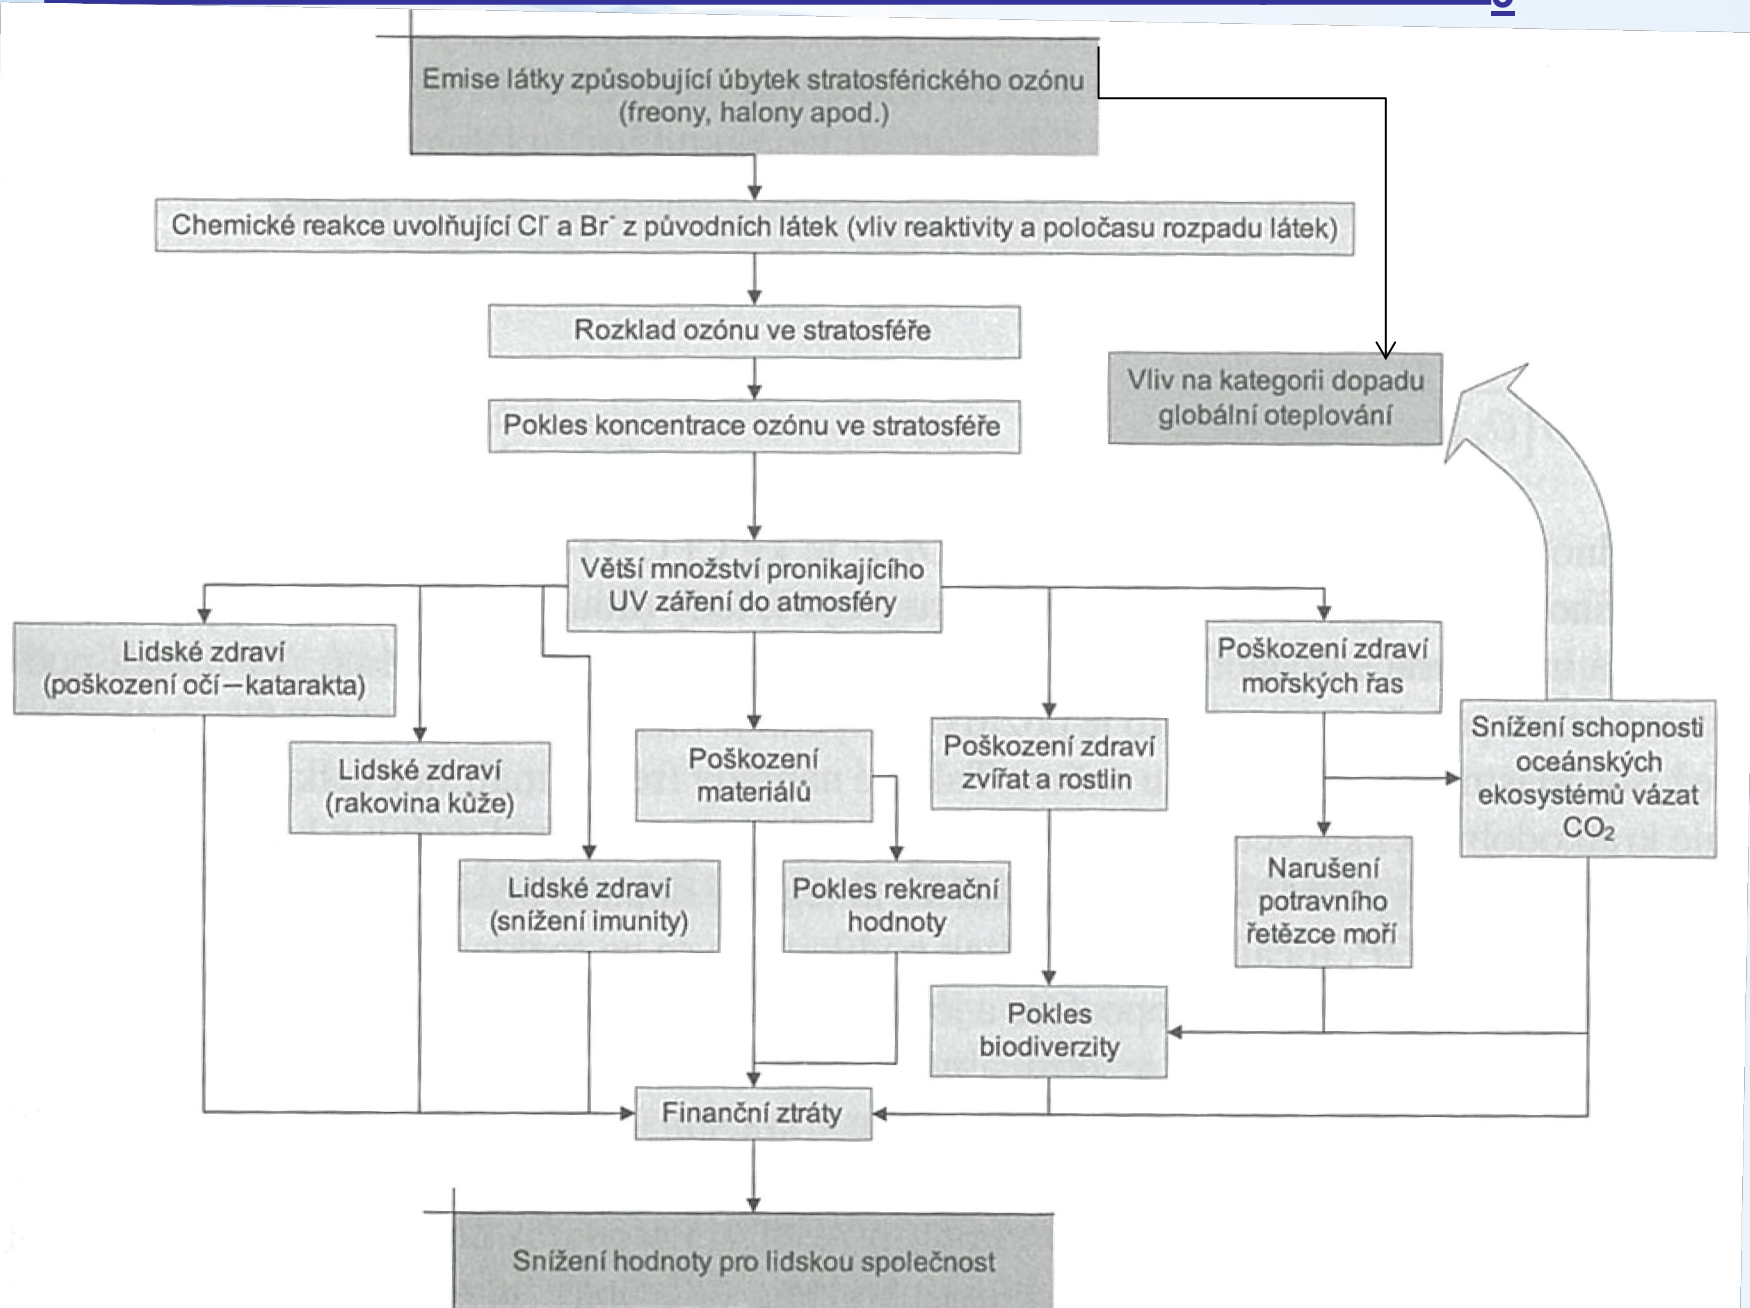 Emise látky způsobující úbytek stratosférického ozónu
(freony, halony apod.)
Chemické reakce uvolňující Cl⁻ a Br⁻ z původních látek (vliv reaktivity a poločasu rozpadu látek)
Rozklad ozónu ve stratosféře
Vliv na kategorii dopadu
globální oteplování
Pokles koncentrace ozónu ve stratosféře
Větší množství pronikajícího
UV záření do atmosféry
Lidské zdraví
(poškození očí – katarakta)
Lidské zdraví
(rakovina kůže)
Lidské zdraví
(snížení imunity)
Poškození
materiálů
Pokles rekreační
hodnoty
Poškození zdraví
zvířat a rostlin
Poškození zdraví
mořských řas
Snížení schopnosti
oceánských
ekosystémů vázat
CO₂
Narušení
potravního
řetězce moří
Pokles
biodiverzity
Finanční ztráty
Snížení hodnoty pro lidskou společnost